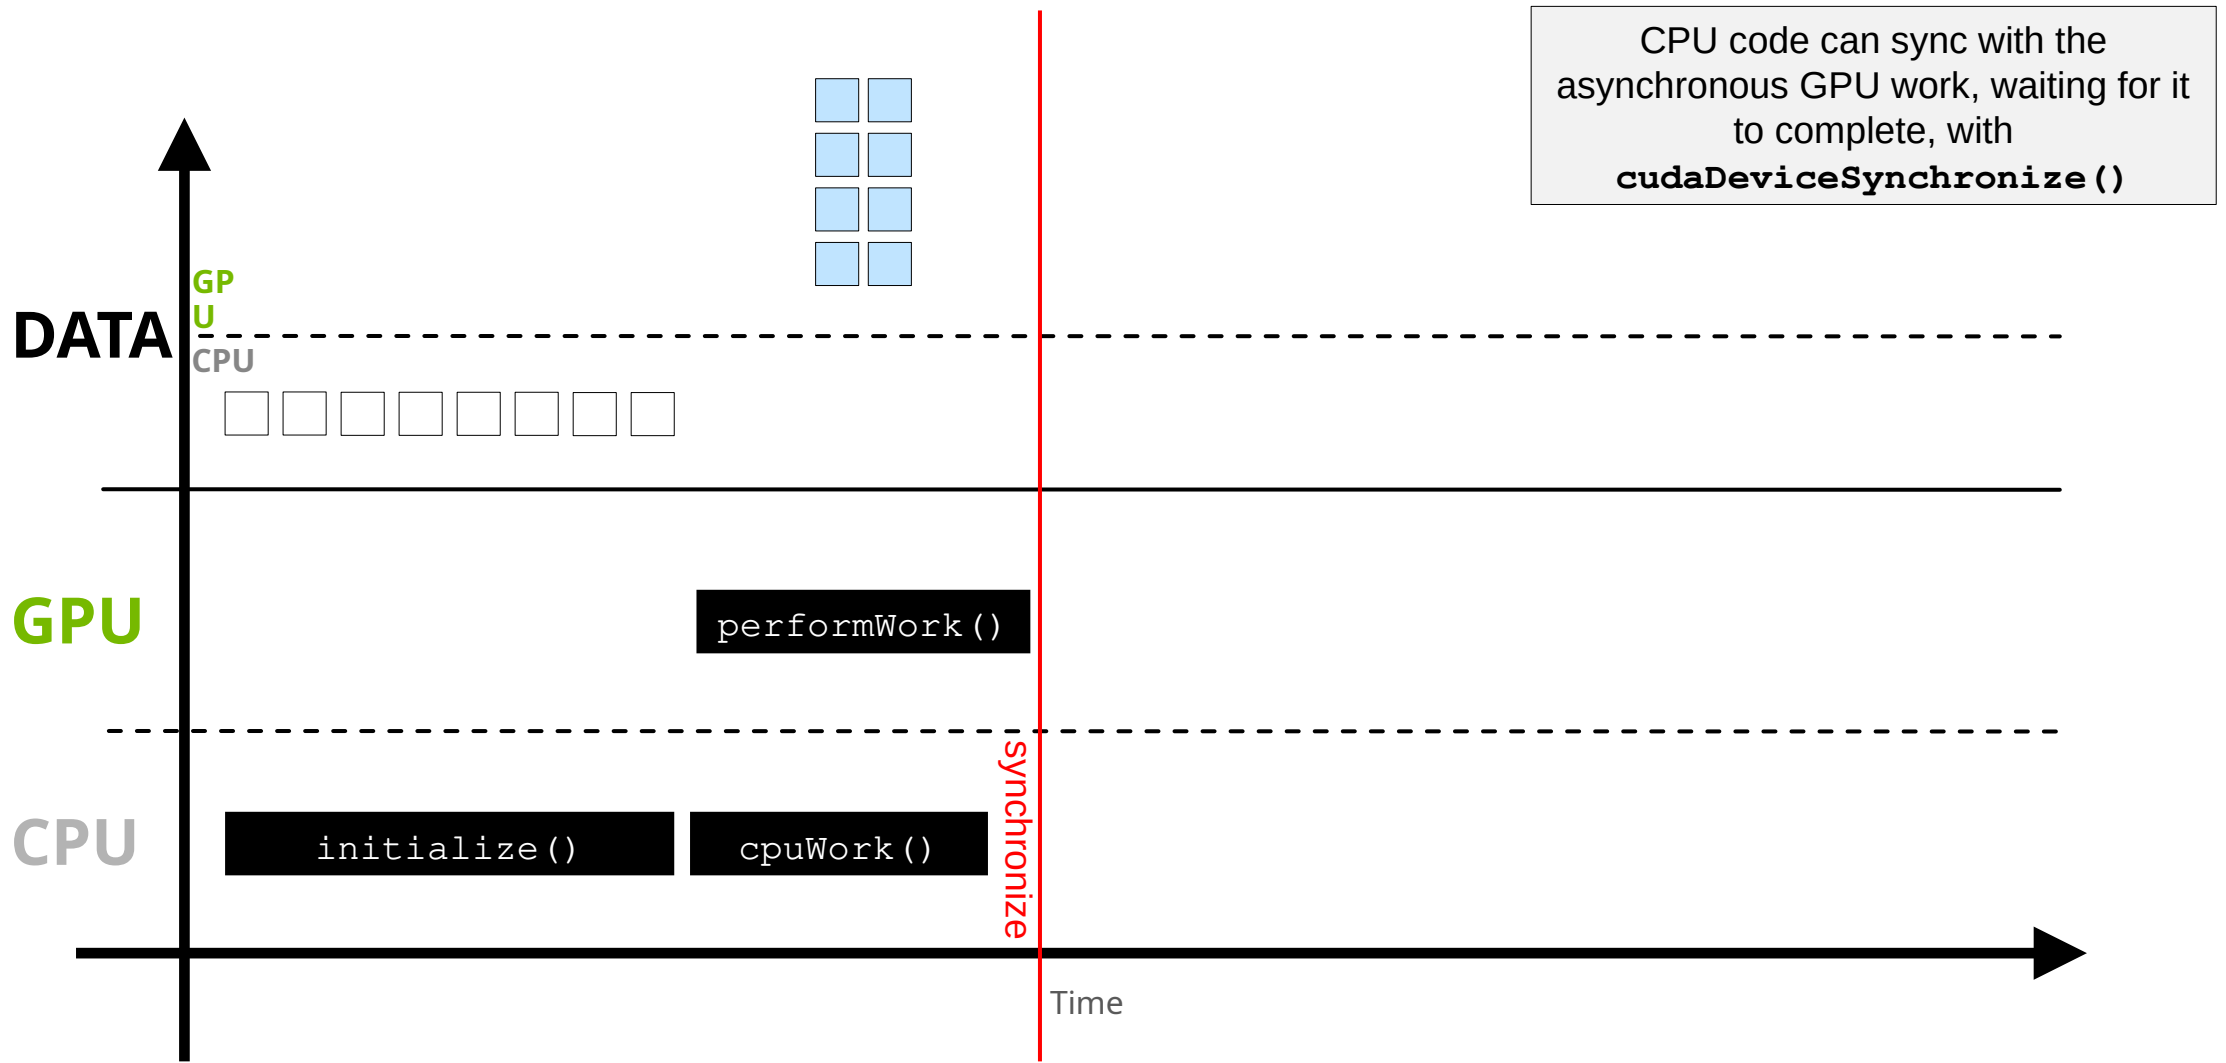 CPU code can sync with the
asynchronous GPU work, waiting for it
to complete, with
cudaDeviceSynchronize()
GP
U
DATA
CPU
GPU
performWork()
synchronize
CPU
initialize()
cpuWork()
Time